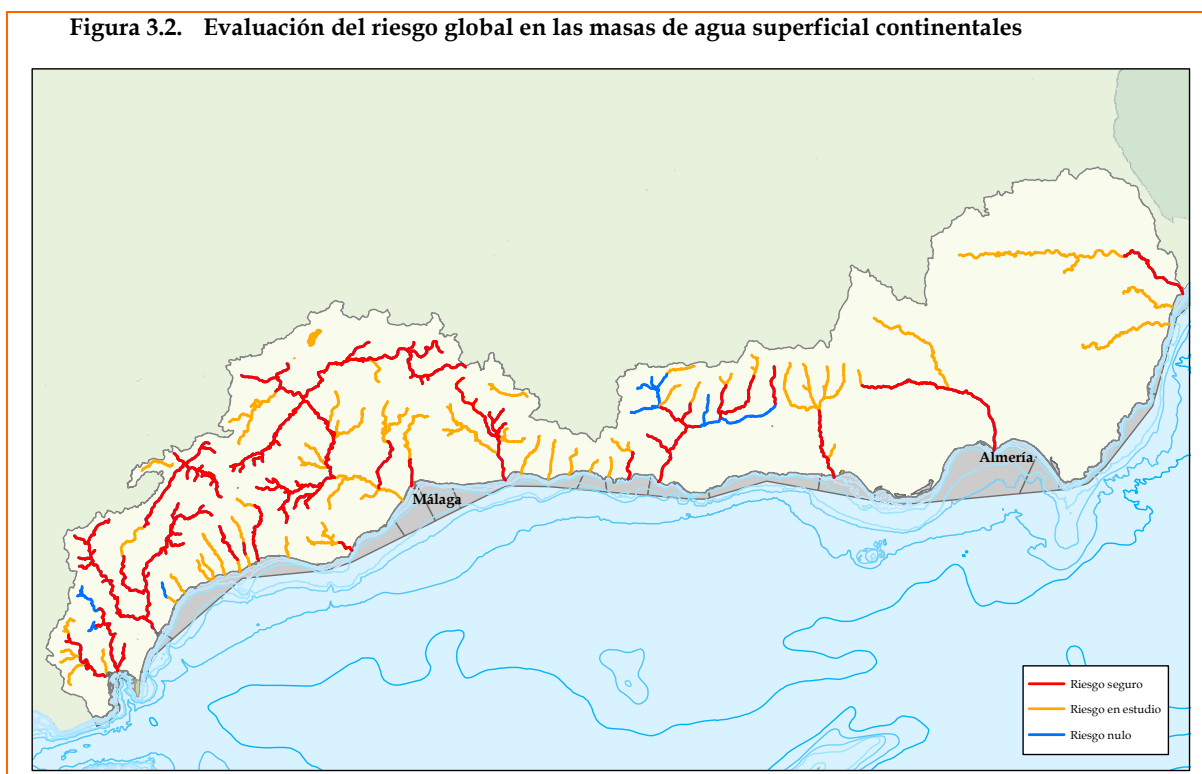 Figura 3.2. Evaluación del riesgo global en las masas de agua superficial continentales
Almería
Málaga
Riesgo seguro
Riesgo en estudio
Riesgo nulo